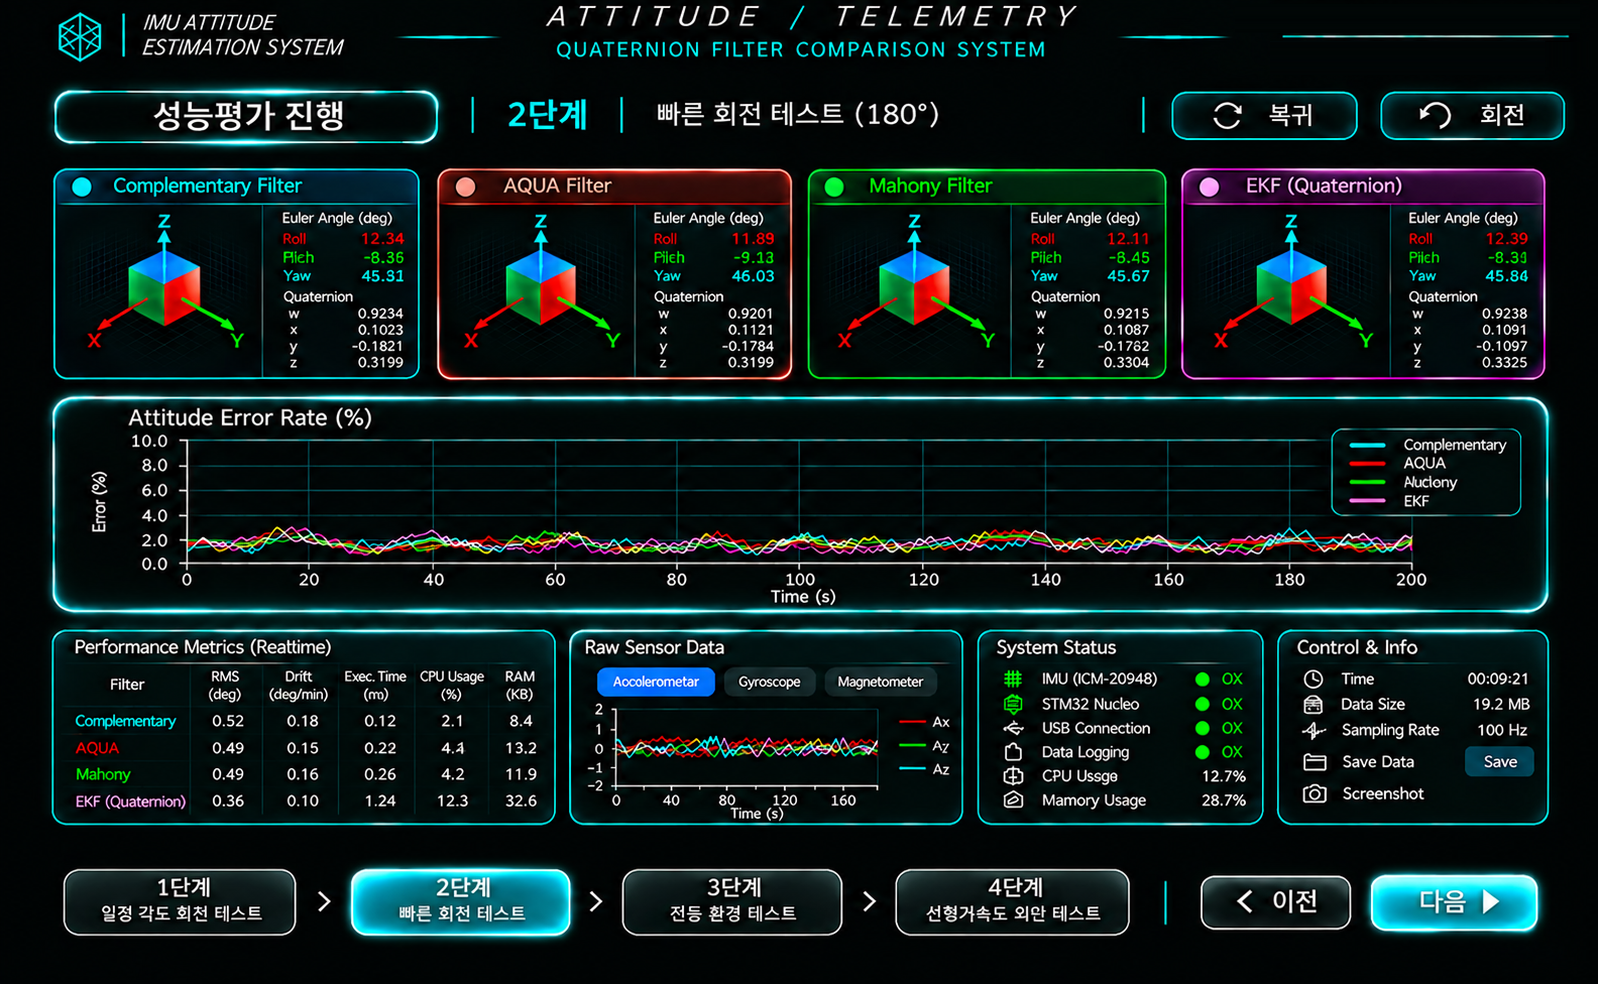 IMU ATTITUDE
ESTIMATION SYSTEM
ATTITUDE / TELEMETRY
QUATERNION FILTER COMPARISON SYSTEM
성능평가 진행
2단계
빠른 회전 테스트 (180°)
복귀
회전
Complementary Filter
Euler Angle (deg)
Roll 12.34
Piich -8.36
Yaw 45.81
Quaternion
w 0.9234
x 0.1023
y -0.1821
z 0.3199
Z
X
Y
AQUA Filter
Euler Angle (deg)
Roll 11.89
Piich -9.13
Yaw 46.03
Quaternion
w 0.9201
x 0.1121
y -0.1784
z 0.3199
Z
X
Y
Mahony Filter
Euler Angle (deg)
Roll 12.11
Piich -8.45
Yaw 45.67
Quaternion
w 0.9215
x 0.1087
y -0.1782
z 0.3304
Z
X
Y
EKF (Quaternion)
Euler Angle (deg)
Roll 12.39
Piich -8.31
Yaw 45.84
Quaternion
w 0.9238
x 0.1091
y -0.1097
z 0.3325
Z
X
Y
Attitude Error Rate (%)
10.0
8.0
6.0
4.0
2.0
0.0
Error (%)
0 20 40 60 80 100 120 140 160 180 200
Time (s)
Complementary
AQUA
EKF
Performance Metrics (Reattime)
Filter RMS (deg) Drift (deg/min) Exec. Time (m) CPU Usage (%) RAM (KB)
Complementary 0.52 0.18 0.12 2.1 8.4
AQUA 0.49 0.15 0.22 4.4 13.2
Mahony 0.49 0.16 0.26 4.2 11.9
EKF (Quaternion) 0.36 0.10 1.24 12.3 32.6
Raw Sensor Data
Aocolerometar Gyroscope Magnetometer
2
1
0
−1
−2
0 40 80 120 160
Time (s)
Ax
Az
Az
System Status
IMU (ICM-20948) OX
STM32 Nucleo OX
USB Connection OX
Data Logging OX
CPU Ussge 12.7%
Mamory Usage 28.7%
Control & Info
Time 00:09:21
Data Size 19.2 MB
Sampling Rate 100 Hz
Save Data Save
Screenshot
1단계
일정 각도 회천 테스트
2단계
빠른 회전 테스트
3단계
전등 환경 테스트
4단계
선형거속도 외만 테스트
이전
다음